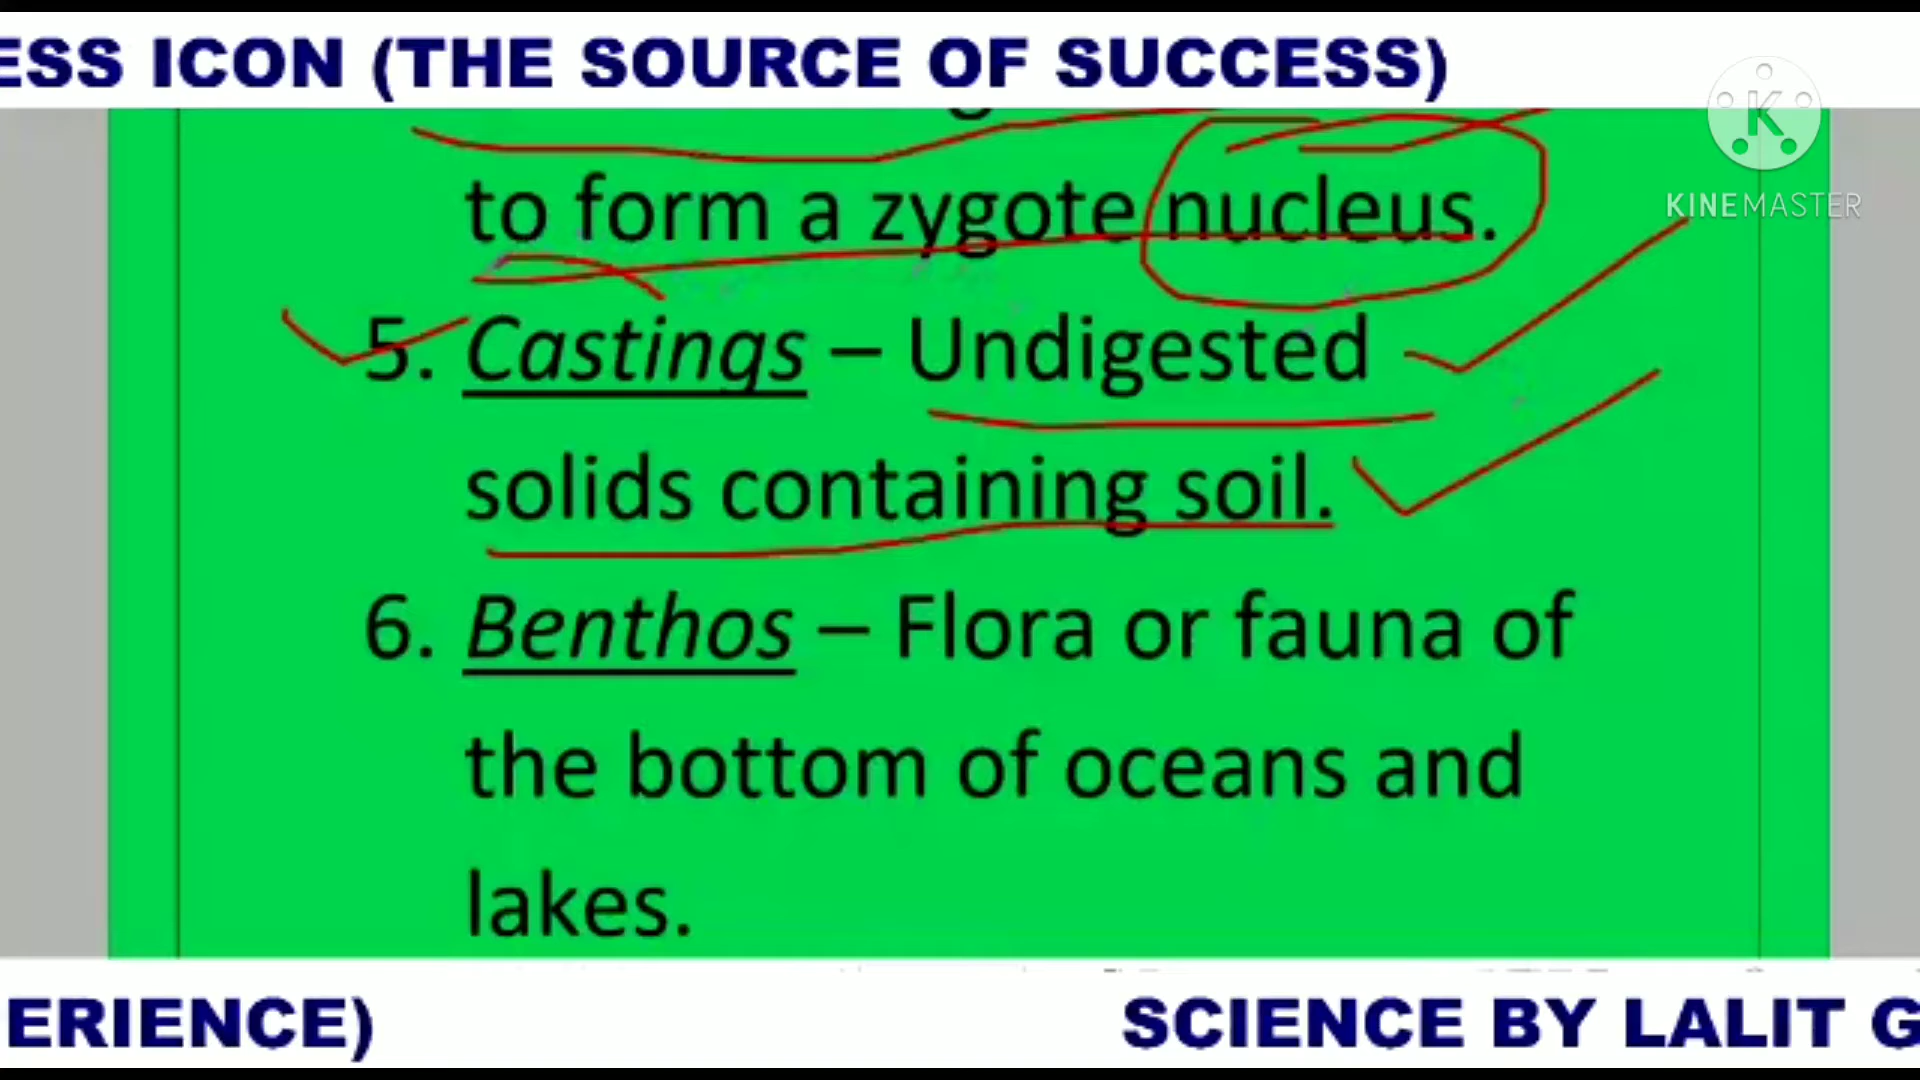 ESS ICON (THE SOURCE OF SUCCESS)
K
KINEMASTER
to form a zygote nucleus.
5. Castings – Undigested
solids containing soil.
6. Benthos – Flora or fauna of
the bottom of oceans and
lakes.
ERIENCE) SCIENCE BY LALIT G